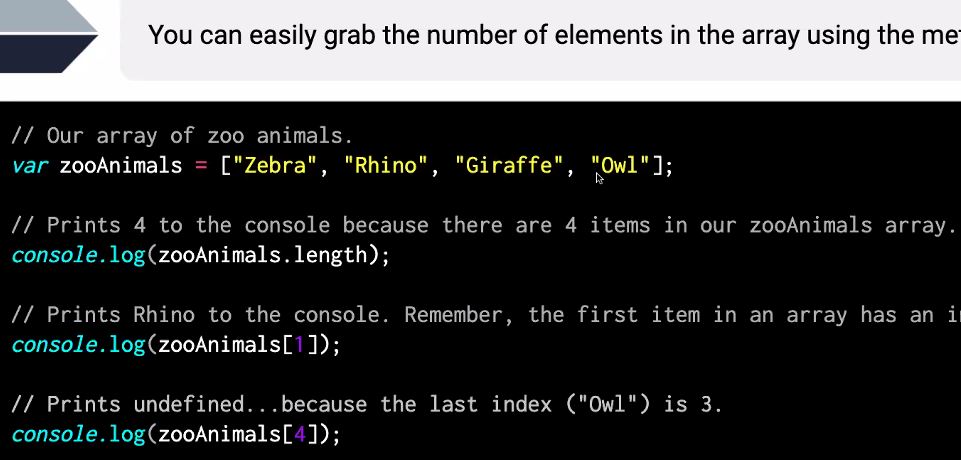 You can easily grab the number of elements in the array using the
// Our array of zoo animals.
var zooAnimals = ["Zebra", "Rhino", "Giraffe", "Owl"];
// Prints 4 to the console because there are 4 items in our zooAnimals array.
console.log(zooAnimals.length);
// Prints Rhino to the console. Remember, the first item in an array has an
console.log(zooAnimals[1]);
// Prints undefined...because the last index ("Owl") is 3.
console.log(zooAnimals[4]);